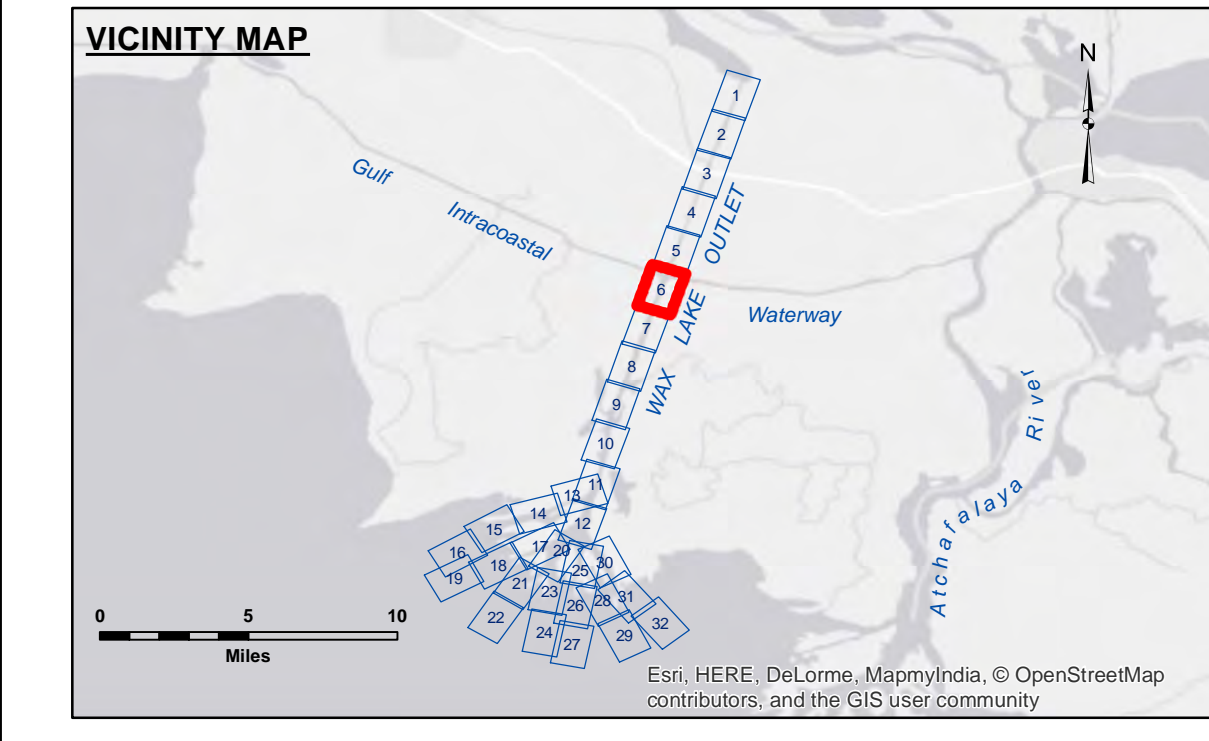 VICINITY MAP
N
1
2
3
4
5
6
7
8
9
10
11
13
12
14
15
16
17
20
18
19
21
25
30
23
22
26
28
31
24
27
29
32
Gulf
Intracoastal
Waterway
WAX LAKE OUTLET
Atchafalaya River
0 5 10
Miles
Esri, HERE, DeLorme, MapmyIndia, © OpenStreetMap
contributors, and the GIS user community